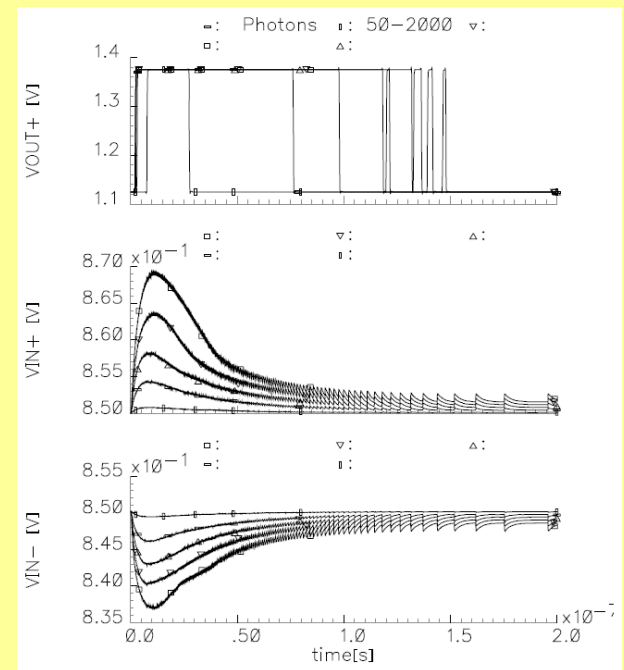 ▭: Photons ▯: 50-2000 ▽:
□: △:
VOUT+ [V]
1.4
1.3
1.2
1.1
□: ▽: △:
▭: ▯:
VIN+ [V]
8.70 x10⁻¹
8.65
8.60
8.55
8.50
□: ▽: △:
▭: ▯:
VIN- [V]
8.55 x10⁻¹
8.50
8.45
8.40
8.35
0.0 .50 1.0 1.5 2.0
x10⁻⁷
time[s]